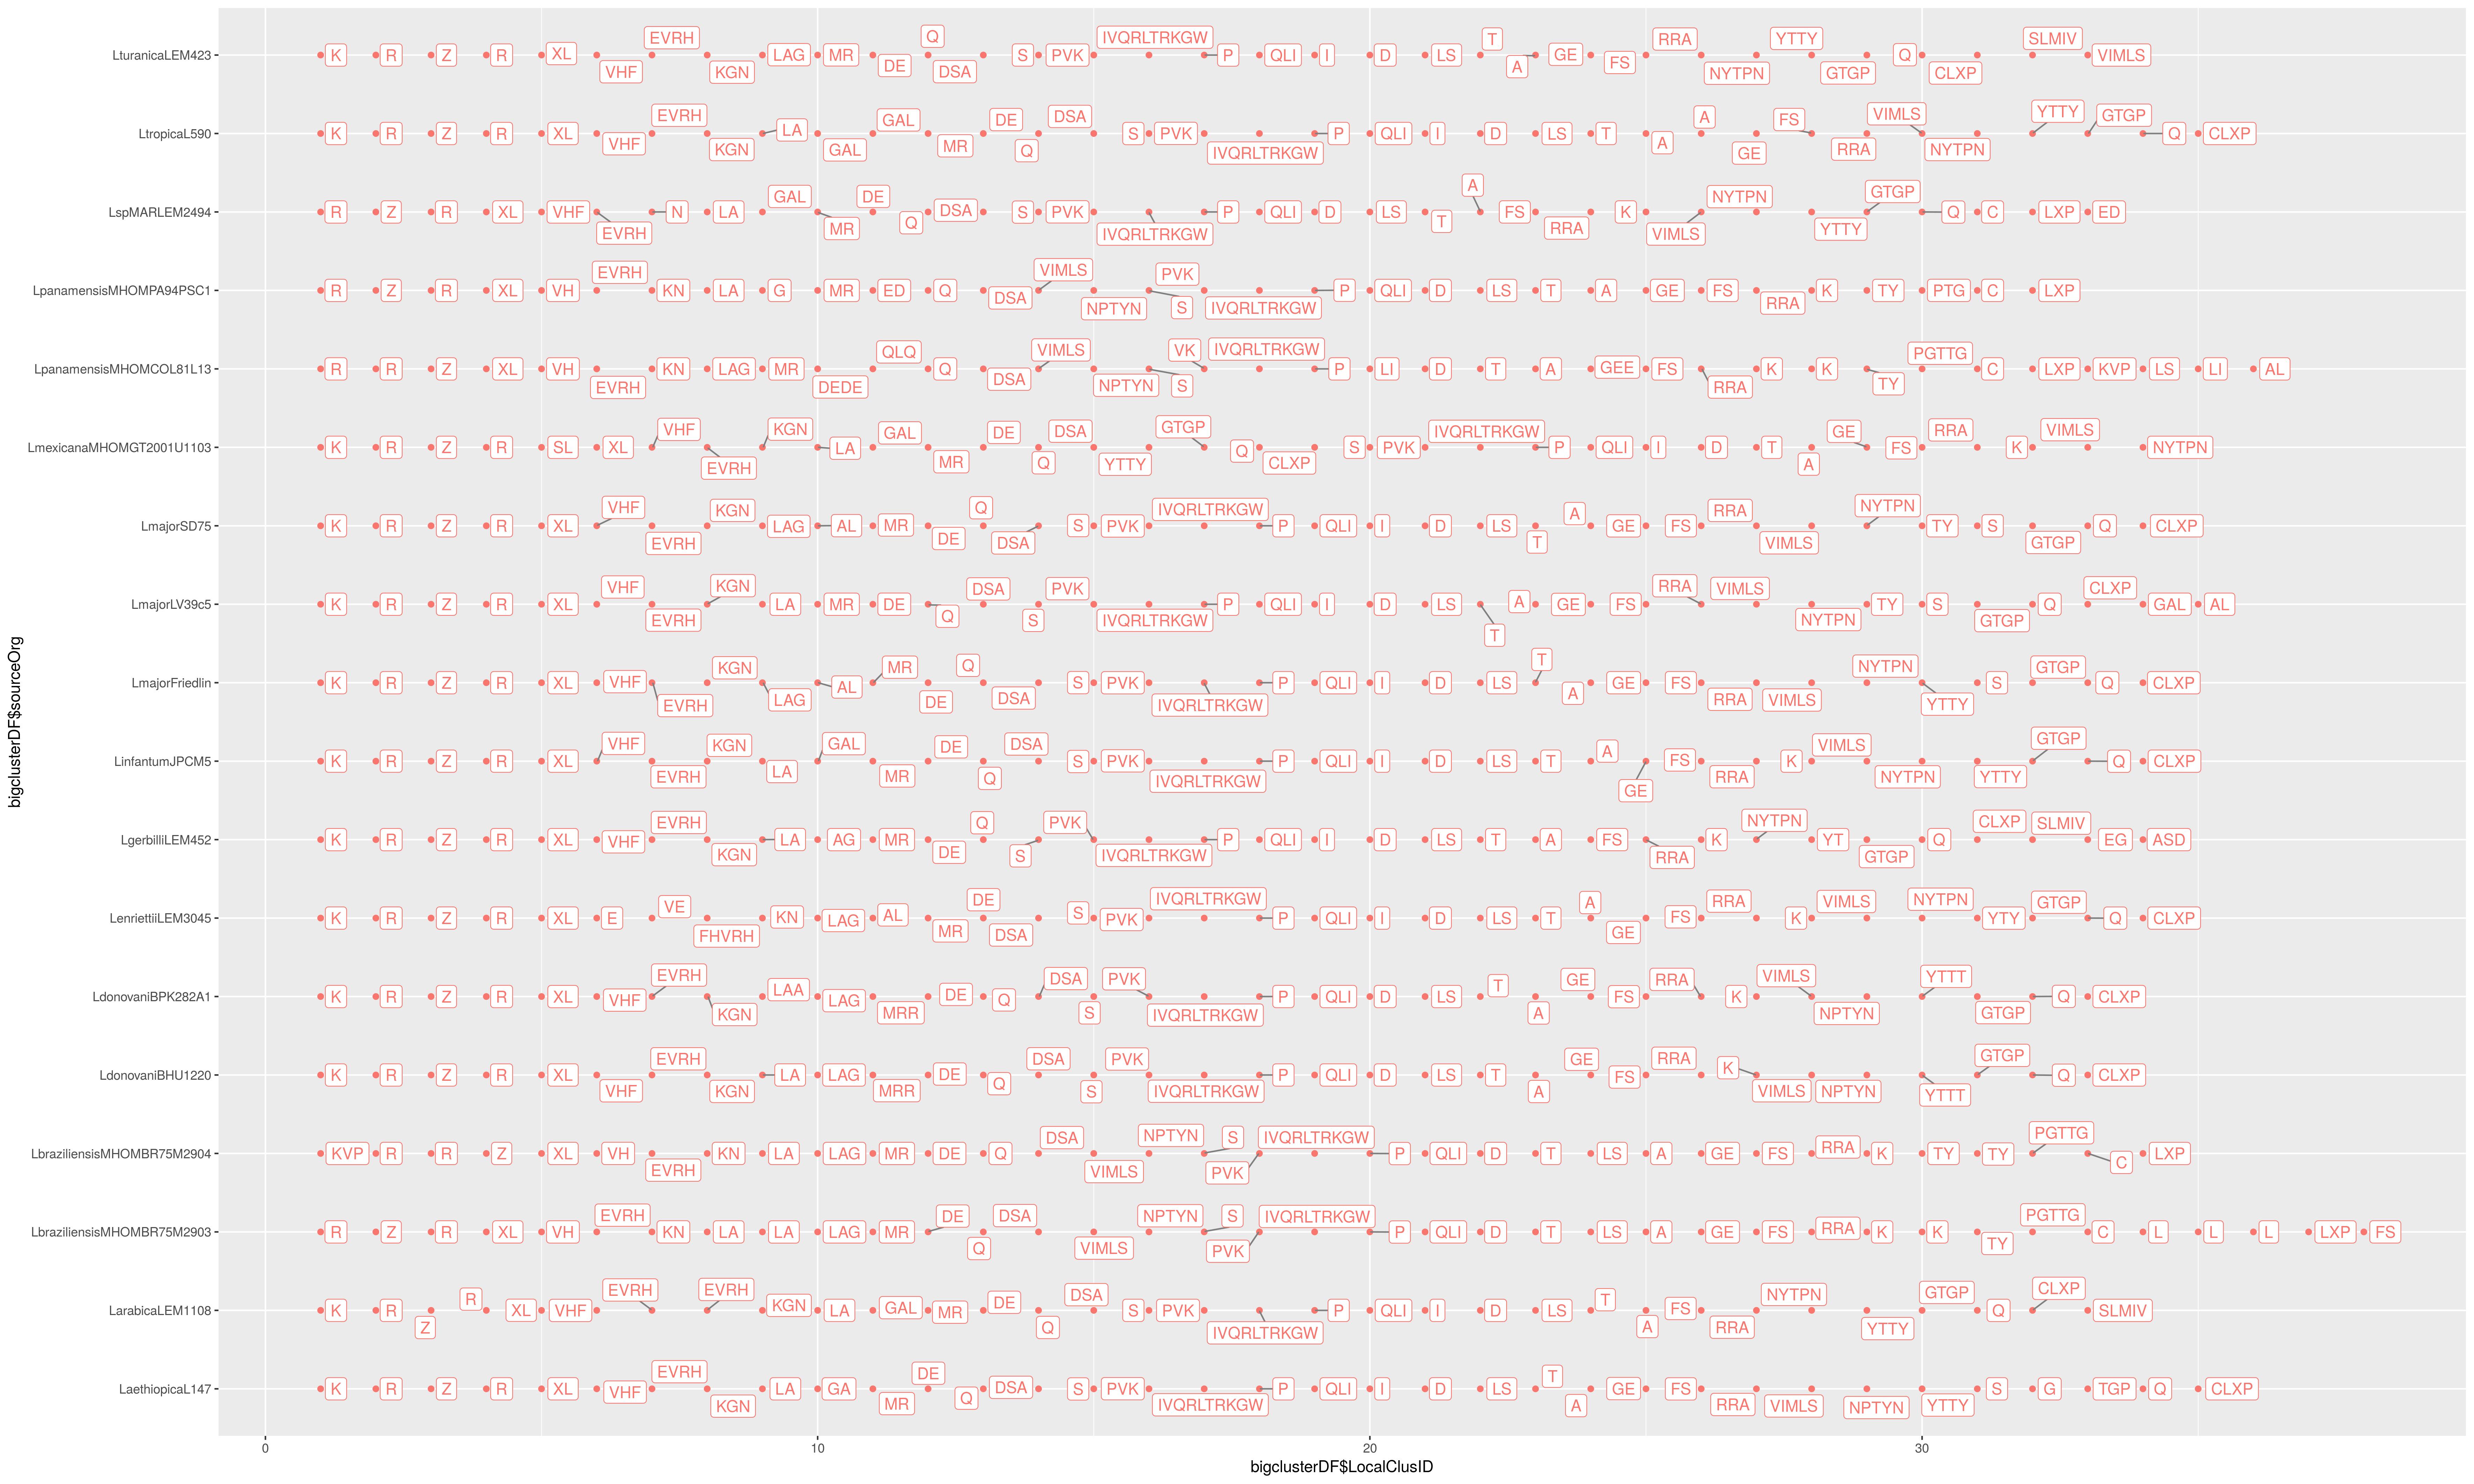 LturanicaLEM423 K R Z R XL VHF EVRH KGN LAG MR DE Q DSA S PVK IVQRLTRKGW P QLI I D LS T A GE FS RRA NYTPN YTTY GTGP Q CLXP SLMIV VIMLS
LtropicaL590 K R Z R XL VHF EVRH KGN LA GAL GAL MR DE Q DSA S PVK IVQRLTRKGW P QLI I D LS T A A GE FS RRA VIMLS NYTPN YTTY GTGP Q CLXP
LspMARLEM2494 R Z R XL VHF EVRH N LA GAL MR DE Q DSA S PVK IVQRLTRKGW P QLI D LS T A FS RRA K VIMLS NYTPN YTTY GTGP Q C LXP ED
LpanamensisMHOMPA94PSC1 R Z R XL VH EVRH KN LA G MR ED Q DSA VIMLS NPTYN PVK S IVQRLTRKGW P QLI D LS T A GE FS RRA K TY PTG C LXP
LpanamensisMHOMCOL81L13 R R Z XL VH EVRH KN LAG MR DEDE QLQ Q DSA VIMLS NPTYN S VK IVQRLTRKGW P LI D T A GEE FS RRA K K TY PGTTG C LXP KVP LS LI AL
LmexicanaMHOMGT2001U1103 K R Z R SL XL VHF EVRH KGN LA GAL MR DE Q DSA YTTY GTGP Q CLXP S PVK IVQRLTRKGW P QLI I D T A GE FS RRA K VIMLS NYTPN
LmajorSD75 K R Z R XL VHF EVRH KGN LAG AL MR DE Q DSA S PVK IVQRLTRKGW P QLI I D LS T A GE FS RRA VIMLS NYTPN TY S GTGP Q CLXP
LmajorLV39c5 K R Z R XL VHF EVRH KGN LA MR DE Q DSA S PVK IVQRLTRKGW P QLI I D LS T A GE FS RRA VIMLS NYTPN TY S GTGP Q CLXP GAL AL
LmajorFriedlin K R Z R XL VHF EVRH KGN LAG AL MR DE Q DSA S PVK IVQRLTRKGW P QLI I D LS T A GE FS RRA VIMLS NYTPN YTTY S GTGP Q CLXP
LinfantumJPCM5 K R Z R XL VHF EVRH KGN LA GAL MR DE Q DSA S PVK IVQRLTRKGW P QLI I D LS T A GE FS RRA K VIMLS NYTPN YTTY GTGP Q CLXP
LgerbilliLEM452 K R Z R XL VHF EVRH KGN LA AG MR DE Q S PVK IVQRLTRKGW P QLI I D LS T A FS RRA K NYTPN YT GTGP Q CLXP SLMIV EG ASD
LenriettiiLEM3045 K R Z R XL E VE FHVRH KN LAG AL MR DE DSA S PVK IVQRLTRKGW P QLI I D LS T A GE FS RRA K VIMLS NYTPN YTY GTGP Q CLXP
LdonovaniBPK282A1 K R Z R XL VHF EVRH KGN LAA LAG MRR DE Q DSA S PVK IVQRLTRKGW P QLI D LS T A GE FS RRA K VIMLS NPTYN YTTT GTGP Q CLXP
LdonovaniBHU1220 K R Z R XL VHF EVRH KGN LA LAG MRR DE Q DSA S PVK IVQRLTRKGW P QLI D LS T A GE FS RRA K VIMLS NPTYN YTTT GTGP Q CLXP
LbraziliensisMHOMBR75M2904 KVP R R Z XL VH EVRH KN LA LAG MR DE Q DSA VIMLS NPTYN S PVK IVQRLTRKGW P QLI D T LS A GE FS RRA K TY TY PGTTG C LXP
LbraziliensisMHOMBR75M2903 R Z R XL VH EVRH KN LA LA LAG MR DE Q DSA VIMLS NPTYN S PVK IVQRLTRKGW P QLI D T LS A GE FS RRA K K TY PGTTG C L L L LXP FS
LarabicaLEM1108 K R Z R XL VHF EVRH EVRH KGN LA GAL MR DE Q DSA S PVK IVQRLTRKGW P QLI I D LS T A FS RRA NYTPN YTTY GTGP Q CLXP SLMIV
LaethiopicaL147 K R Z R XL VHF EVRH KGN LA GA MR DE Q DSA S PVK IVQRLTRKGW P QLI I D LS T A GE FS RRA VIMLS NPTYN YTTY S G TGP Q CLXP
0 10 20 30
bigclusterDF$LocalClusID
bigclusterDF$sourceOrg